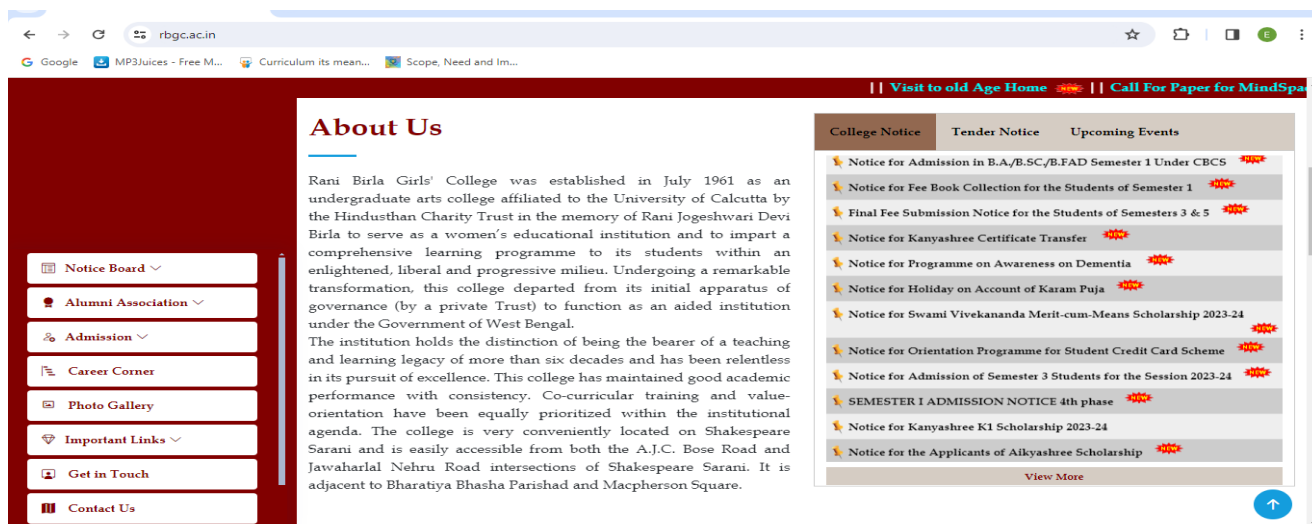 rbgc.ac.in
E
Google
MP3Juices - Free M...
Curriculum its mean...
Scope, Need and Im...
|| Visit to old Age Home NEW || Call For Paper for MindSpa
Notice Board
Alumni Association
Admission
Career Corner
Photo Gallery
Important Links
Get in Touch
Contact Us
About Us
Rani Birla Girls' College was established in July 1961 as an
undergraduate arts college affiliated to the University of Calcutta by
the Hindusthan Charity Trust in the memory of Rani Jogeshwari Devi
Birla to serve as a women's educational institution and to impart a
comprehensive learning programme to its students within an
enlightened, liberal and progressive milieu. Undergoing a remarkable
transformation, this college departed from its initial apparatus of
governance (by a private Trust) to function as an aided institution
under the Government of West Bengal.
The institution holds the distinction of being the bearer of a teaching
and learning legacy of more than six decades and has been relentless
in its pursuit of excellence. This college has maintained good academic
performance with consistency. Co-curricular training and value-
orientation have been equally prioritized within the institutional
agenda. The college is very conveniently located on Shakespeare
Sarani and is easily accessible from both the A.J.C. Bose Road and
Jawaharlal Nehru Road intersections of Shakespeare Sarani. It is
adjacent to Bharatiya Bhasha Parishad and Macpherson Square.
College Notice
Tender Notice
Upcoming Events
Notice for Admission in B.A./B.SC./B.FAD Semester 1 Under CBCS NEW
Notice for Fee Book Collection for the Students of Semester 1 NEW
Final Fee Submission Notice for the Students of Semesters 3 & 5 NEW
Notice for Kanyashree Certificate Transfer NEW
Notice for Programme on Awareness on Dementia NEW
Notice for Holiday on Account of Karam Puja NEW
Notice for Swami Vivekananda Merit-cum-Means Scholarship 2023-24
NEW
Notice for Orientation Programme for Student Credit Card Scheme NEW
Notice for Admission of Semester 3 Students for the Session 2023-24 NEW
SEMESTER I ADMISSION NOTICE 4th phase NEW
Notice for Kanyashree K1 Scholarship 2023-24
Notice for the Applicants of Aikyashree Scholarship NEW
View More